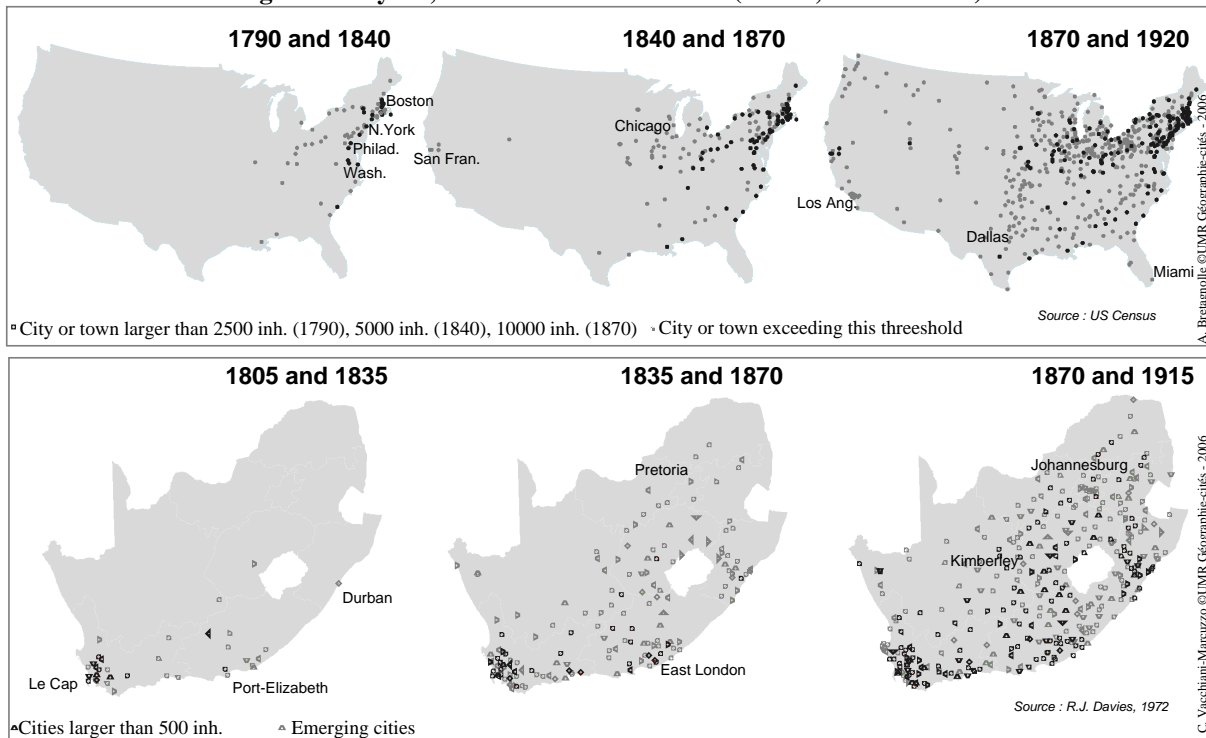 1790 and 1840
1840 and 1870
1870 and 1920
Boston
N.York
Philad.
Wash.
San Fran.
Chicago
Los Ang.
Dallas
Miami
City or town larger than 2500 inh. (1790), 5000 inh. (1840), 10000 inh. (1870)
City or town exceeding this threeshold
Source : US Census
A. Bretagnolle ©UMR Géographie-cités - 2006
1805 and 1835
1835 and 1870
1870 and 1915
Le Cap
Port-Elizabeth
Durban
Pretoria
East London
Johannesburg
Kimberley
Cities larger than 500 inh.
Emerging cities
Source : R.J. Davies, 1972
C. Vacchiani-Marcuzzo ©UMR Géographie-cités - 2006